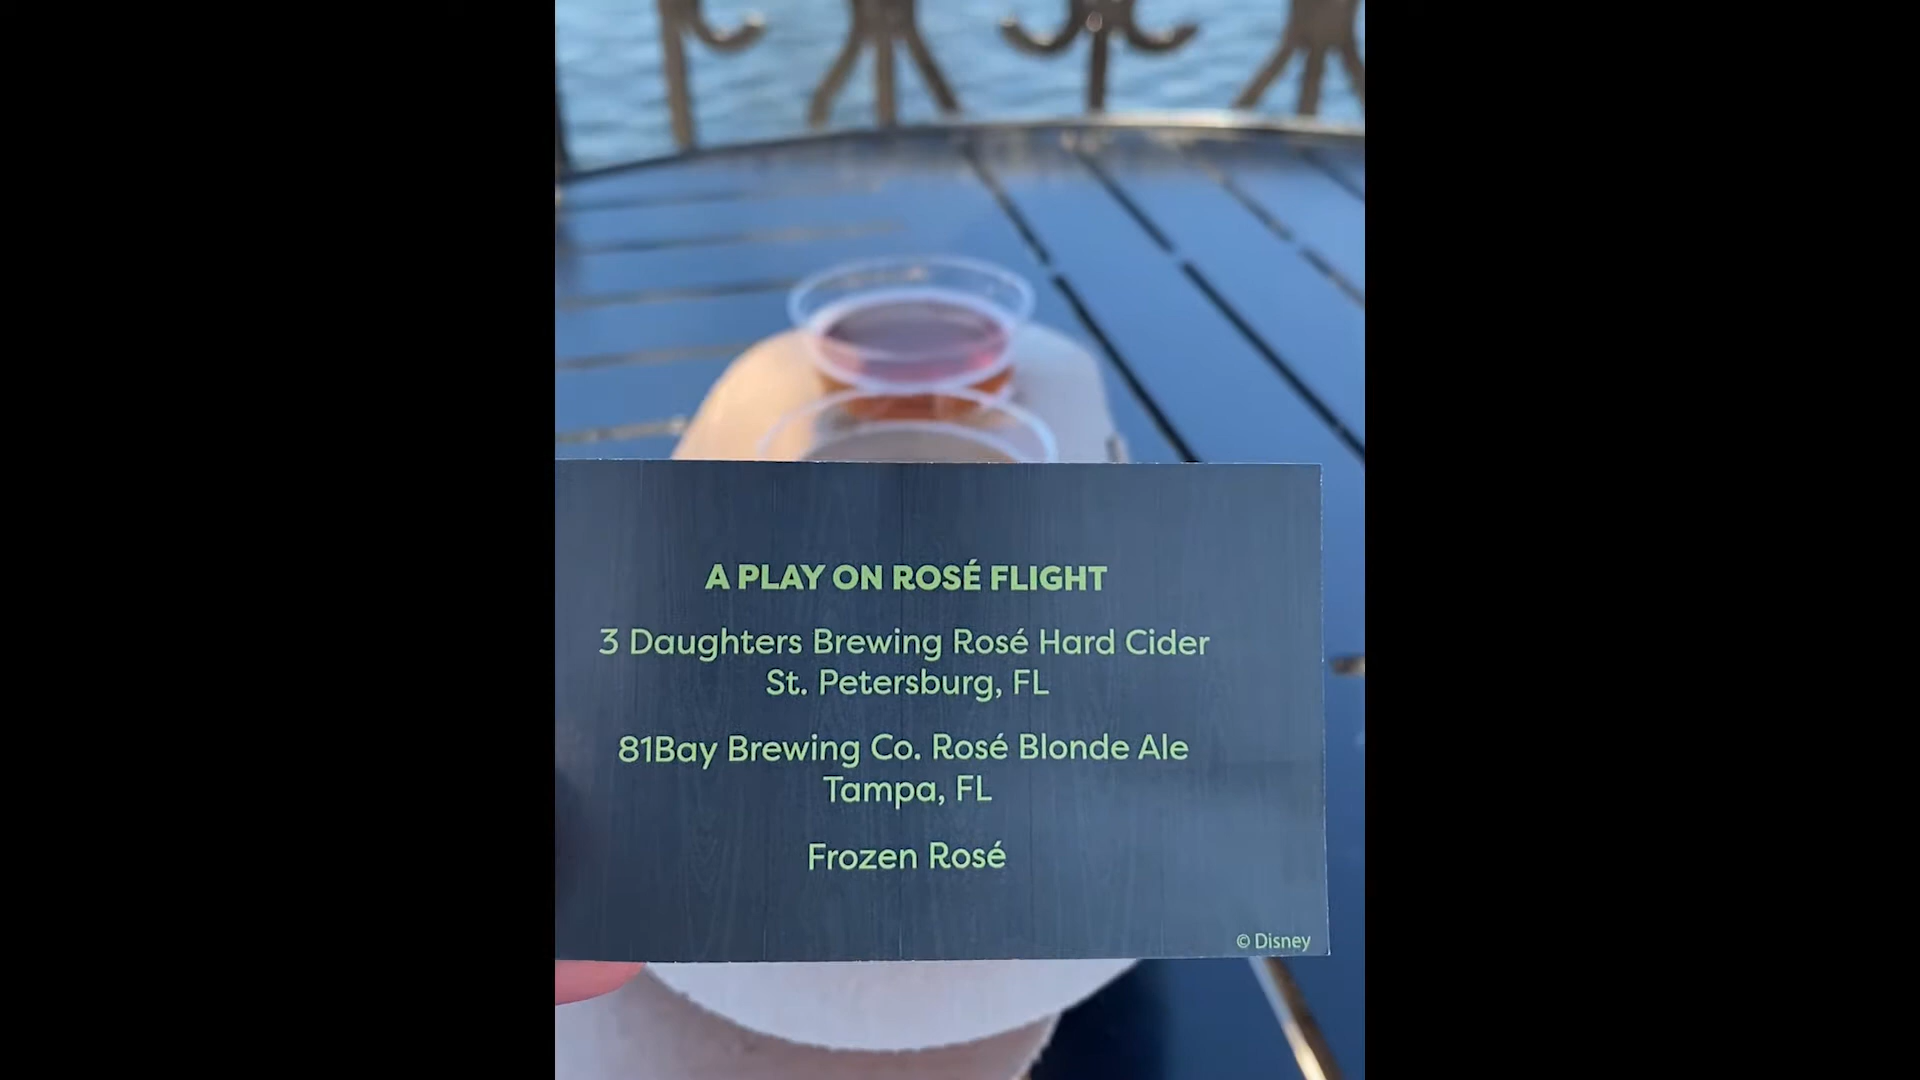 A PLAY ON ROSÉ FLIGHT
3 Daughters Brewing Rosé Hard Cider
St. Petersburg, FL
81Bay Brewing Co. Rosé Blonde Ale
Tampa, FL
Frozen Rosé
© Disney